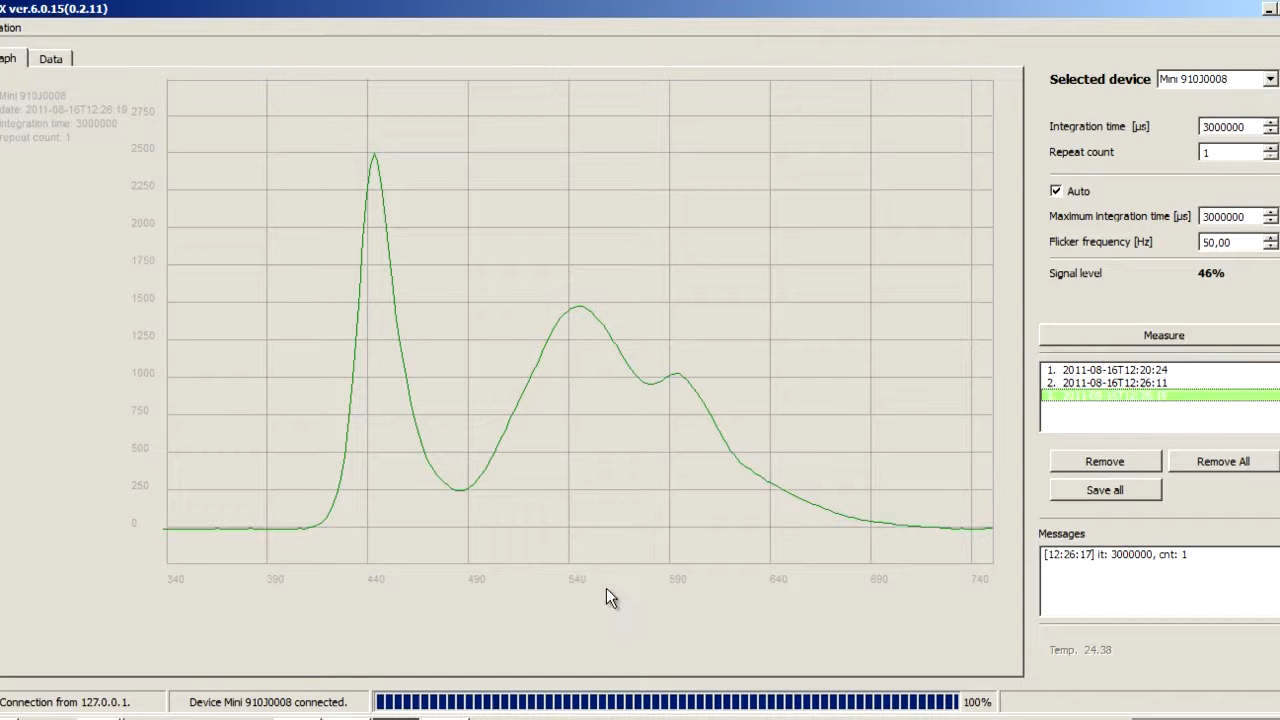 X ver.6.0.15(0.2.11)
ation
aph
Data
Mini 910J0008
date: 2011-08-16T12:26:19
integration time: 3000000
repeat count: 1
2750
2500
2250
2000
1750
1500
1250
1000
750
500
250
0
340 390 440 490 540 590 640 690 740
Selected device Mini 910J0008
Integration time [µs] 3000000
Repeat count 1
Auto
Maximum integration time [µs] 3000000
Flicker frequency [Hz] 50,00
Signal level 46%
Measure
1. 2011-08-16T12:20:24
2. 2011-08-16T12:26:11
Remove Remove All
Save all
Messages
[12:26:17] it: 3000000, cnt: 1
Temp. 24.38
Connection from 127.0.0.1. Device Mini 910J0008 connected. 100%